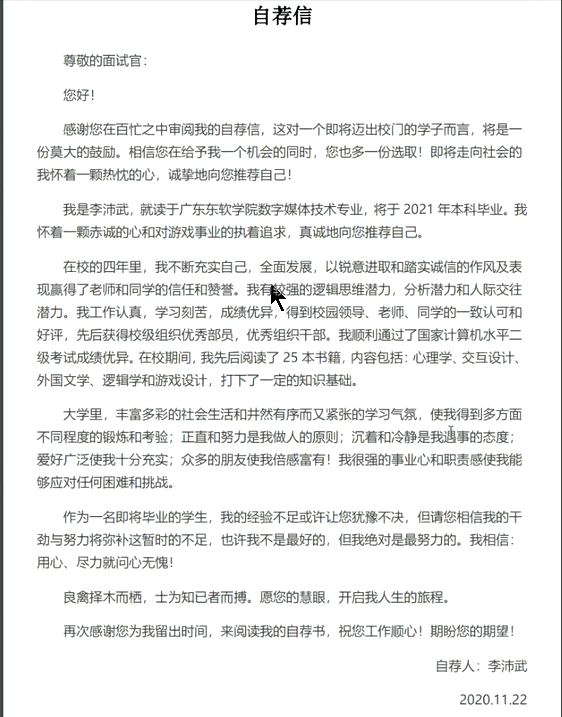 自荐信
尊敬的面试官：
您好！
感谢您在百忙之中审阅我的自荐信，这对一个即将迈出校门的学子而言，将是一
份莫大的鼓励。相信您在给予我一个机会的同时，您也多一份选取！即将走向社会的
我怀着一颗热忱的心，诚挚地向您推荐自己！
我是李沛武，就读于广东东软学院数字媒体技术专业，将于 2021 年本科毕业。我
怀着一颗赤诚的心和对游戏事业的执着追求，真诚地向您推荐自己。
在校的四年里，我不断充实自己，全面发展，以锐意进取和踏实诚信的作风及表
现赢得了老师和同学的信任和赞誉。我有较强的逻辑思维潜力，分析潜力和人际交往
潜力。我工作认真，学习刻苦，成绩优异，得到校园领导、老师、同学的一致认可和
好评，先后获得校级组织优秀部员，优秀组织干部。我顺利通过了国家计算机水平二
级考试成绩优异。在校期间，我先后阅读了 25 本书籍，内容包括：心理学、交互设计、
外国文学、逻辑学和游戏设计，打下了一定的知识基础。
大学里，丰富多彩的社会生活和井然有序而又紧张的学习气氛，使我得到多方面
不同程度的锻炼和考验；正直和努力是我做人的原则；沉着和冷静是我遇事的态度；
爱好广泛使我十分充实；众多的朋友使我倍感富有！我很强的事业心和职责感使我能
够应对任何困难和挑战。
作为一名即将毕业的学生，我的经验不足或许让您犹豫不决，但请您相信我的干
劲与努力将弥补这暂时的不足，也许我不是最好的，但我绝对是最努力的。我相信：
用心、尽力就问心无愧！
良禽择木而栖，士为知已者而搏。愿您的慧眼，开启我人生的旅程。
再次感谢您为我留出时间，来阅读我的自荐书，祝您工作顺心！期盼您的期望！
自荐人：李沛武
2020.11.22